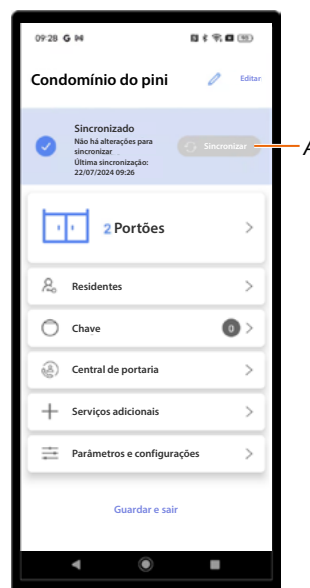 09:28 G
Condomínio do pini
Editar
Sincronizado
Não há alterações para
sincronizar
Última sincronização:
22/07/2024 09:26
Sincronizar
A
2 Portões
Residentes
Chave
0
Central de portaria
Serviços adicionais
Parâmetros e configurações
Guardar e sair